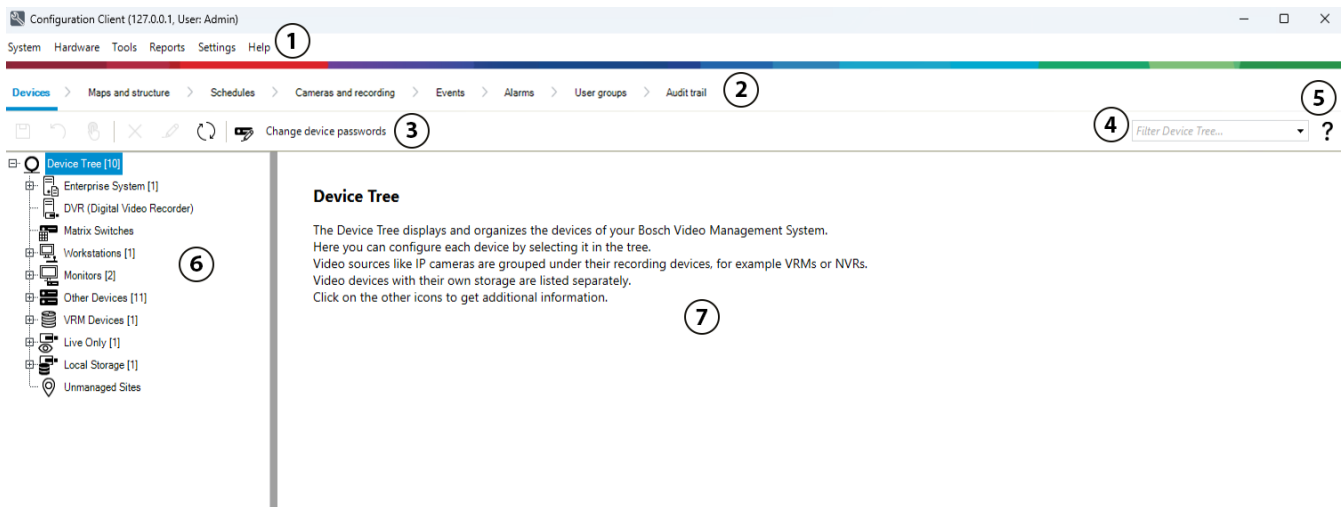 Configuration Client (127.0.0.1, User: Admin)
System Hardware Tools Reports Settings Help 1
Devices > Maps and structure > Schedules > Cameras and recording > Events > Alarms > User groups > Audit trail 2
5
Change device passwords 3
4 Filter Device Tree... ?
Device Tree [10]
Enterprise System [1]
DVR (Digital Video Recorder)
Matrix Switches
Workstations [1]
6
Monitors [2]
Other Devices [11]
VRM Devices [1]
Live Only [1]
Local Storage [1]
Unmanaged Sites
Device Tree
The Device Tree displays and organizes the devices of your Bosch Video Management System.
Here you can configure each device by selecting it in the tree.
Video sources like IP cameras are grouped under their recording devices, for example VRMs or NVRs.
Video devices with their own storage are listed separately.
Click on the other icons to get additional information.
7